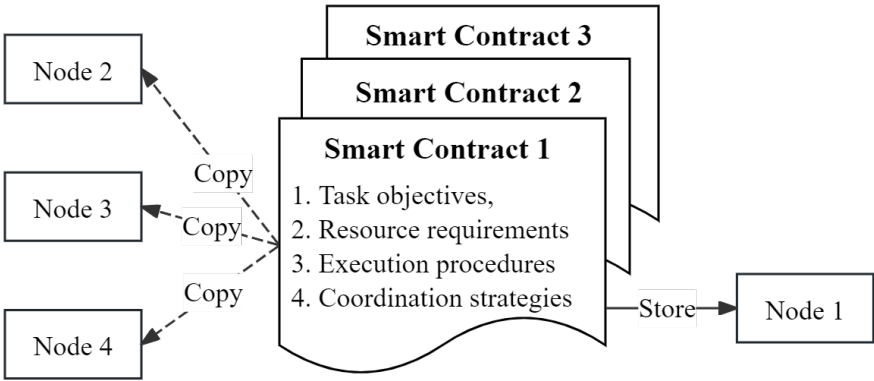 Smart Contract 3
Node 2
Smart Contract 2
Smart Contract 1
Copy
1. Task objectives,
Node 3
Copy
2. Resource requirements
3. Execution procedures
Copy
4. Coordination strategies
Store
Node 1
Node 4